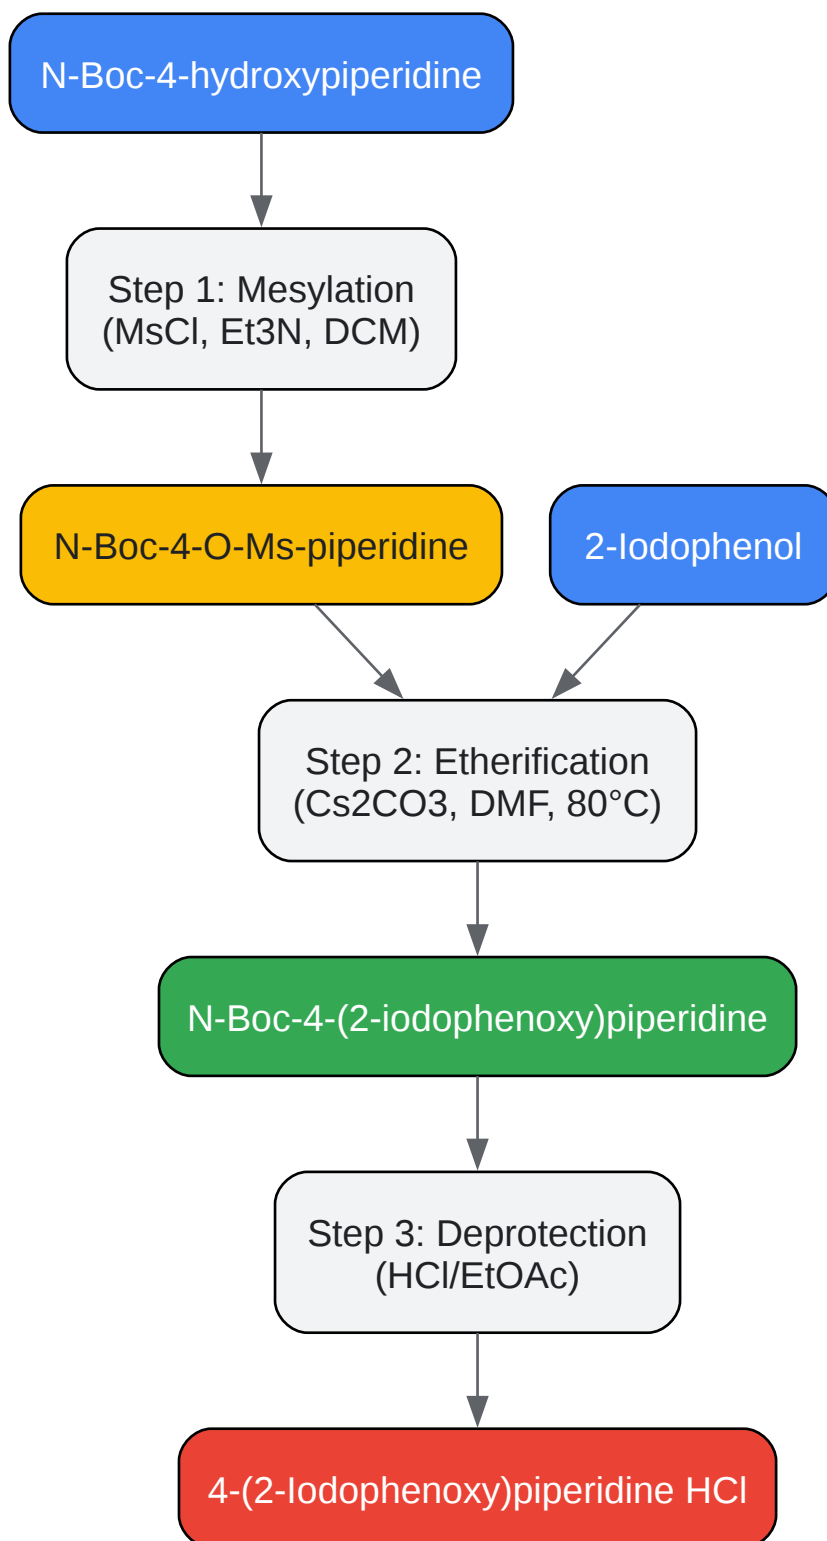 N-Boc-4-hydroxypiperidine
Step 1: Mesylation
(MsCl, Et3N, DCM)
N-Boc-4-O-Ms-piperidine
2-Iodophenol
Step 2: Etherification
(Cs2CO3, DMF, 80°C)
N-Boc-4-(2-iodophenoxy)piperidine
Step 3: Deprotection
(HCl/EtOAc)
4-(2-Iodophenoxy)piperidine HCl